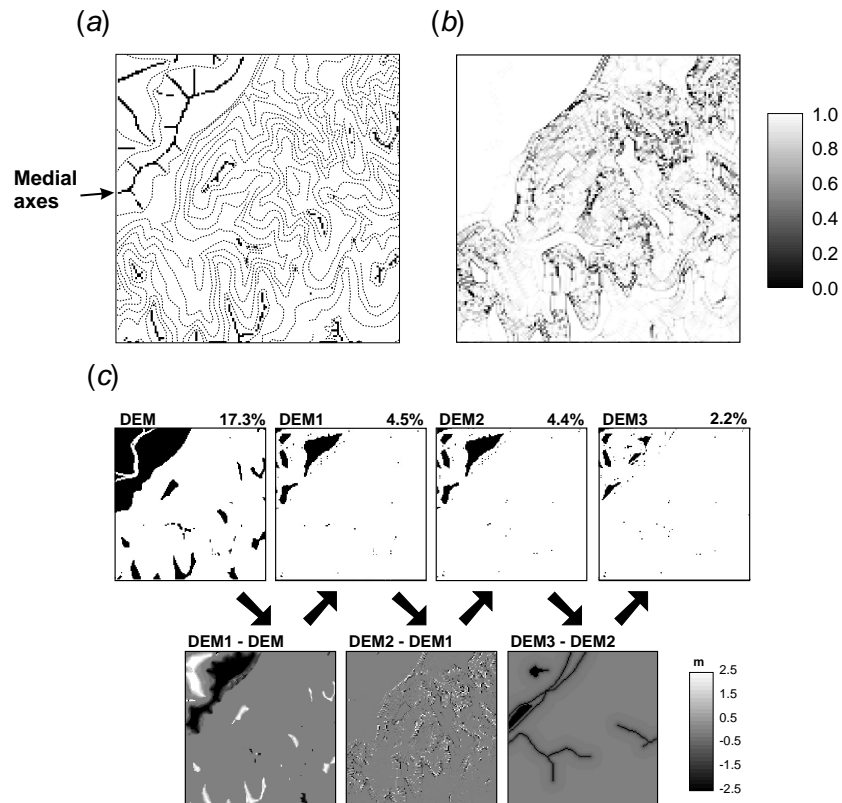 (a)
(b)
Medial
axes
1.0
0.8
0.6
0.4
0.2
0.0
(c)
DEM 17.3%
DEM1 4.5%
DEM2 4.4%
DEM3 2.2%
DEM1 - DEM
DEM2 - DEM1
DEM3 - DEM2
m
2.5
1.5
0.5
-0.5
-1.5
-2.5